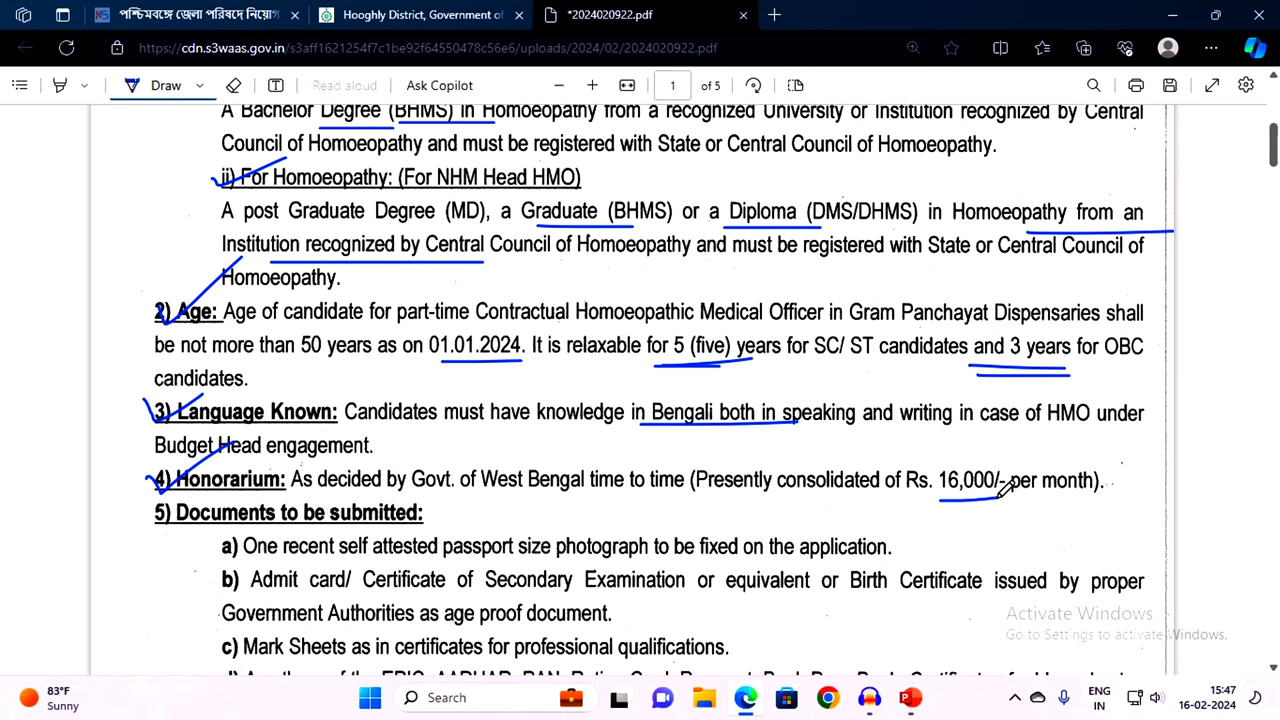 পশ্চিমবঙ্গে জেলা পরিষদে নিয়োগ
Hooghly District, Government of
*2024020922.pdf
https://cdn.s3waas.gov.in/s3aff1621254f7c1be92f64550478c56e2/uploads/2024/02/2024020922.pdf
Draw
Read aloud
Ask Copilot
1 of 5
A Bachelor Degree (BHMS) in Homoeopathy from a recognized University or Institution recognized by Central
Council of Homoeopathy and must be registered with State or Central Council of Homoeopathy.
ii) For Homoeopathy: (For NHM Head HMO)
A post Graduate Degree (MD), a Graduate (BHMS) or a Diploma (DMS/DHMS) in Homoeopathy from an
Institution recognized by Central Council of Homoeopathy and must be registered with State or Central Council of
Homoeopathy.
2) Age: Age of candidate for part-time Contractual Homoeopathic Medical Officer in Gram Panchayat Dispensaries shall
be not more than 50 years as on 01.01.2024. It is relaxable for 5 (five) years for SC/ ST candidates and 3 years for OBC
candidates.
3) Language Known: Candidates must have knowledge in Bengali both in speaking and writing in case of HMO under
Budget Head engagement.
4) Honorarium: As decided by Govt. of West Bengal time to time (Presently consolidated of Rs. 16,000/- per month).
5) Documents to be submitted:
a) One recent self attested passport size photograph to be fixed on the application.
b) Admit card/ Certificate of Secondary Examination or equivalent or Birth Certificate issued by proper
Government Authorities as age proof document.
c) Mark Sheets as in certificates for professional qualifications.
Activate Windows
Go to Settings to activate Windows.
83°F
Sunny
Search
ENG
IN
15:47
16-02-2024